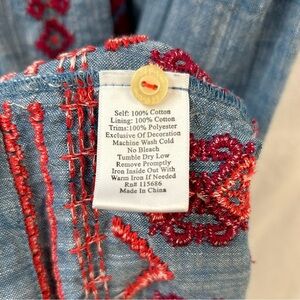 Self: 100% Cotton
Lining: 100% Cotton
Trims:100% Polyester
Exclusive Of Decoration
Machine Wash Cold
No Bleach
Tumble Dry Low
Remove Promptly
Iron Inside Out With
Warm Iron If Needed
Rn# 115686
Made In China